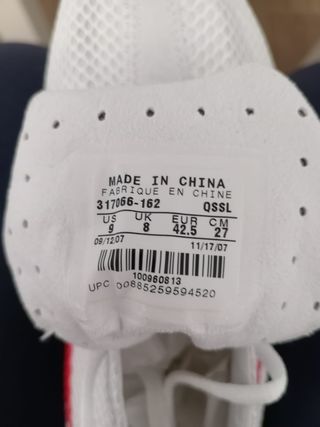 MADE IN CHINA
FABRIQUE EN CHINE
317066-162 QSSL
US UK EUR CM
9 8 42.5 27
09/12/07 11/17/07
100960813
UPC 00885259594520